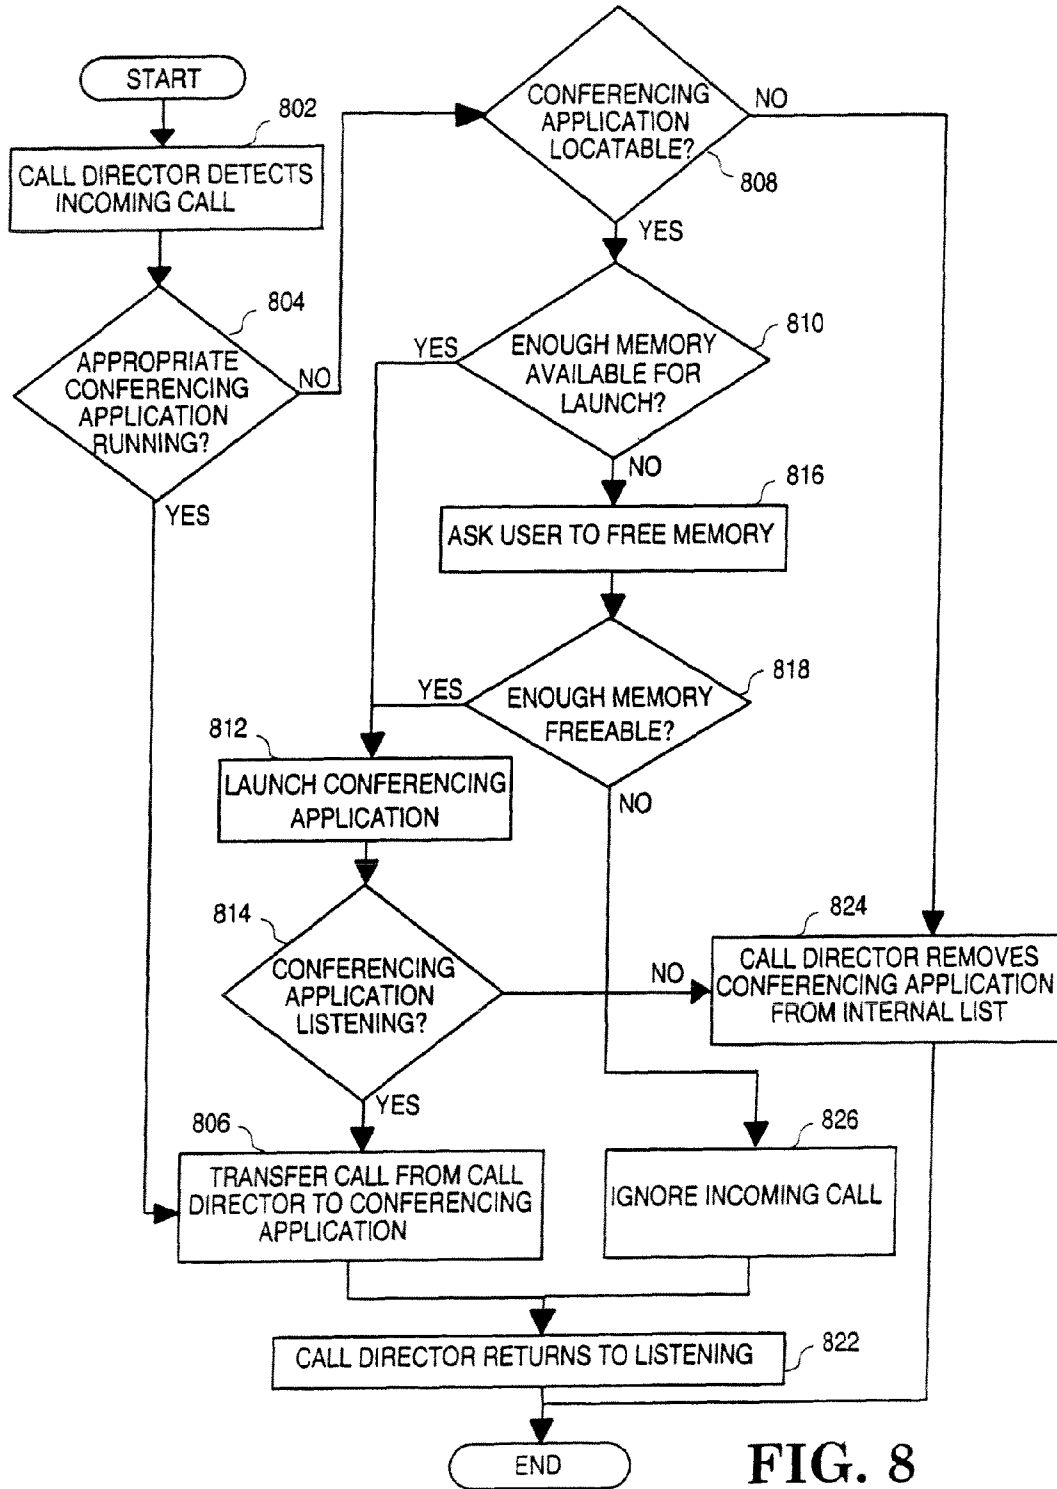 START
802
CALL DIRECTOR DETECTS
INCOMING CALL
804
APPROPRIATE
CONFERENCING
APPLICATION
RUNNING?
NO
YES
CONFERENCING
APPLICATION
LOCATABLE?
NO
808
YES
810
ENOUGH MEMORY
AVAILABLE FOR
LAUNCH?
YES
NO
816
ASK USER TO FREE MEMORY
818
ENOUGH MEMORY
FREEABLE?
YES
NO
812
LAUNCH CONFERENCING
APPLICATION
814
CONFERENCING
APPLICATION
LISTENING?
NO
YES
824
CALL DIRECTOR REMOVES
CONFERENCING APPLICATION
FROM INTERNAL LIST
806
TRANSFER CALL FROM CALL
DIRECTOR TO CONFERENCING
APPLICATION
826
IGNORE INCOMING CALL
CALL DIRECTOR RETURNS TO LISTENING
822
END
FIG. 8